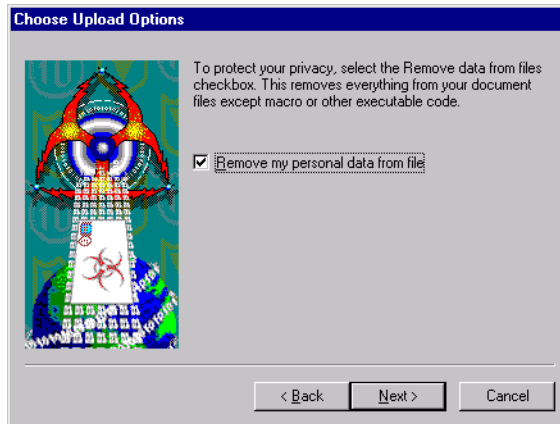 Choose Upload Options
To protect your privacy, select the Remove data from files
checkbox. This removes everything from your document
files except macro or other executable code.
Remove my personal data from file
< Back
Next >
Cancel